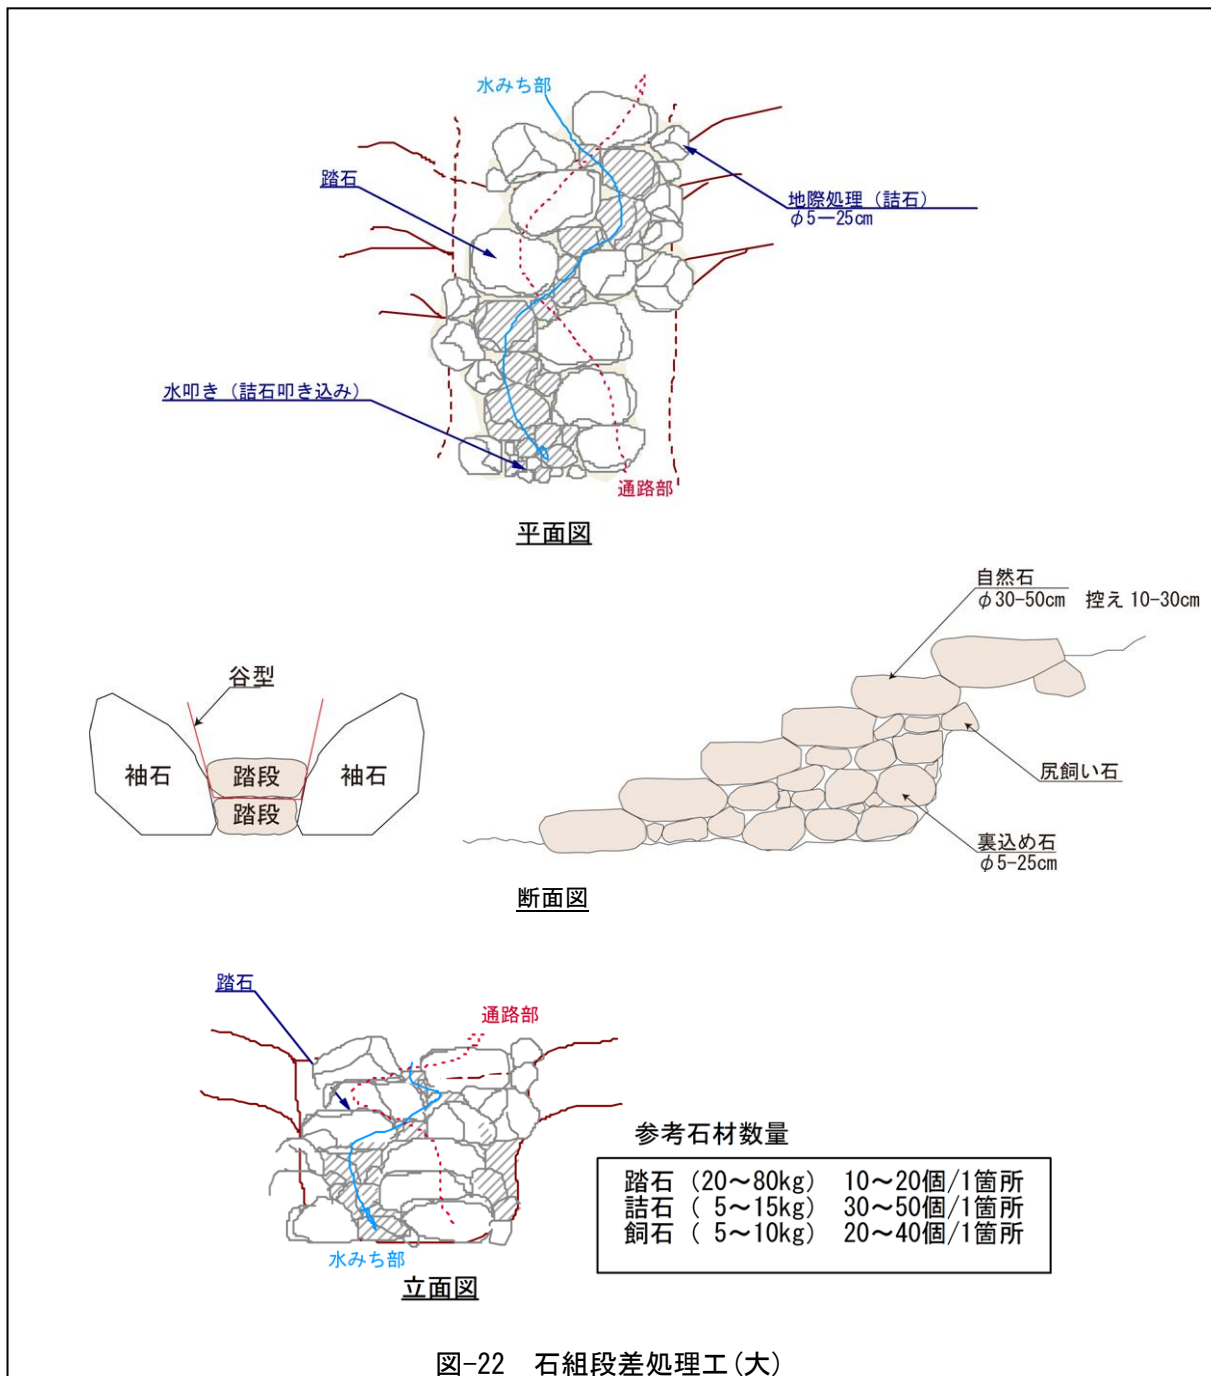 水みち部
踏石
地際処理（詰石）
φ5―25cm
水叩き（詰石叩き込み）
通路部
平面図
自然石
φ30-50cm　控え 10-30cm
谷型
袖石
踏段
袖石
踏段
尻飼い石
裏込め石
φ5-25cm
断面図
踏石
通路部
水みち部
立面図
参考石材数量
踏石（20～80kg）　10～20個/1箇所
詰石（ 5～15kg）　30～50個/1箇所
飼石（ 5～10kg）　20～40個/1箇所
図-22　石組段差処理工(大)